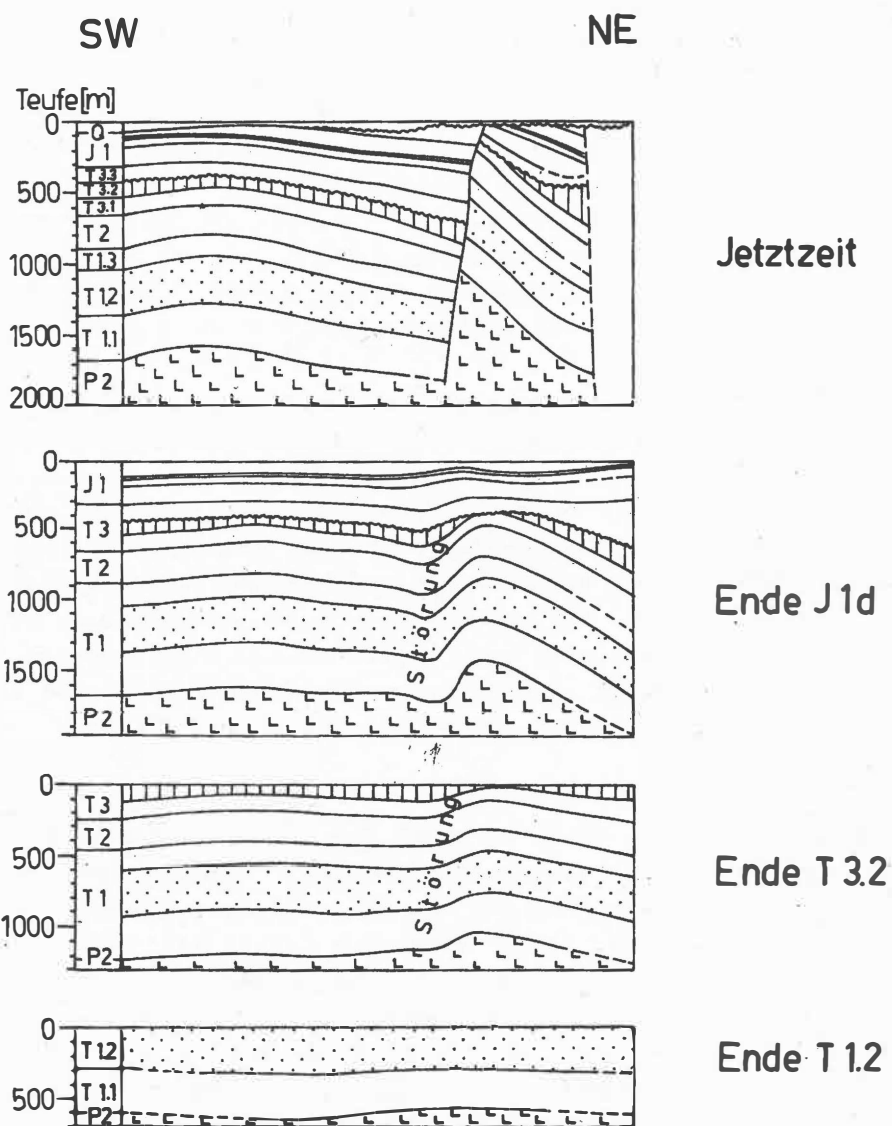 SW
NE
Teufe[m]
0
Q
J 1
T 3.3
T 3.2
500
T 3.1
T 2
1000
T 1.3
T 1.2
1500
T 1.1
P2
2000
Jetztzeit
0
J 1
500
T 3
T 2
1000
T 1
1500
P2
Störung
Ende J 1d
0
T 3
T 2
500
T 1
1000
P2
Störung
Ende T 3.2
0
T 1.2
T 1.1
500
P2
Ende T 1.2